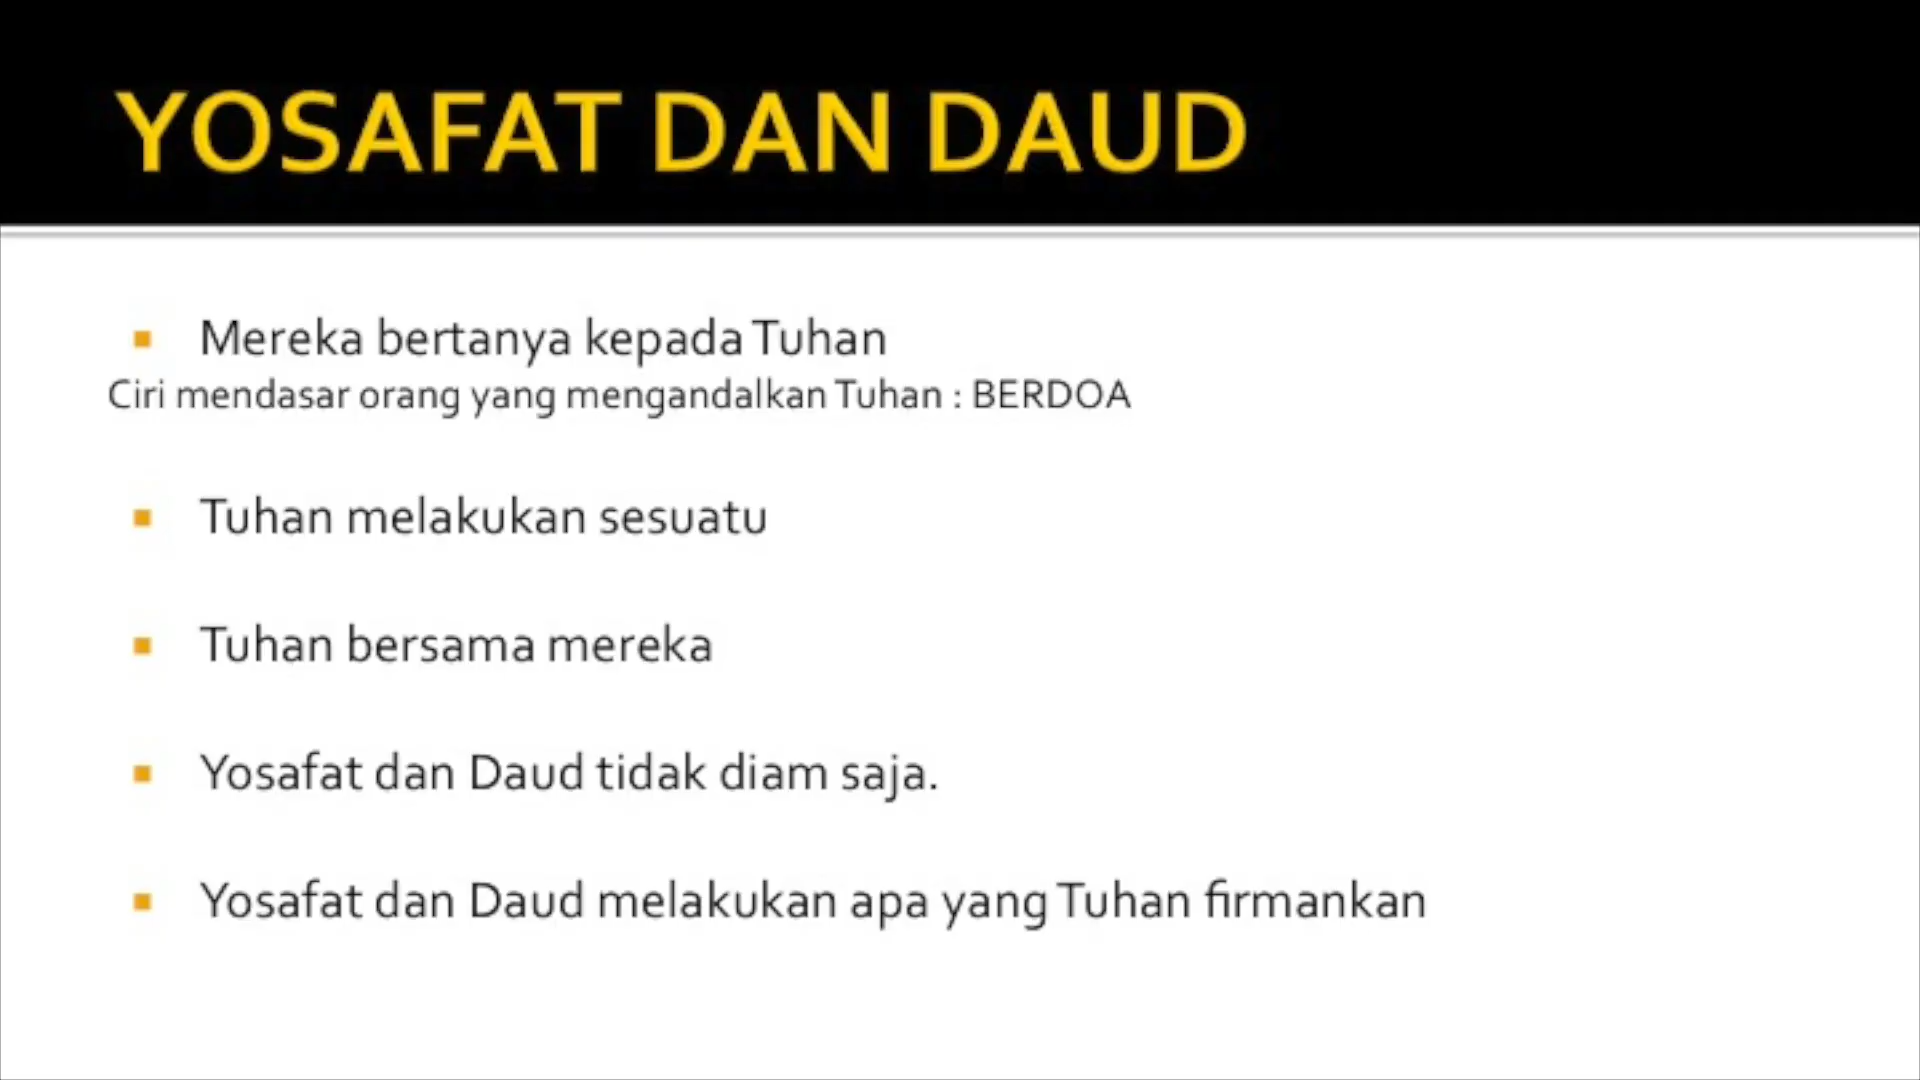 YOSAFAT DAN DAUD
Mereka bertanya kepada Tuhan
Ciri mendasar orang yang mengandalkan Tuhan : BERDOA
Tuhan melakukan sesuatu
Tuhan bersama mereka
Yosafat dan Daud tidak diam saja.
Yosafat dan Daud melakukan apa yang Tuhan firmankan